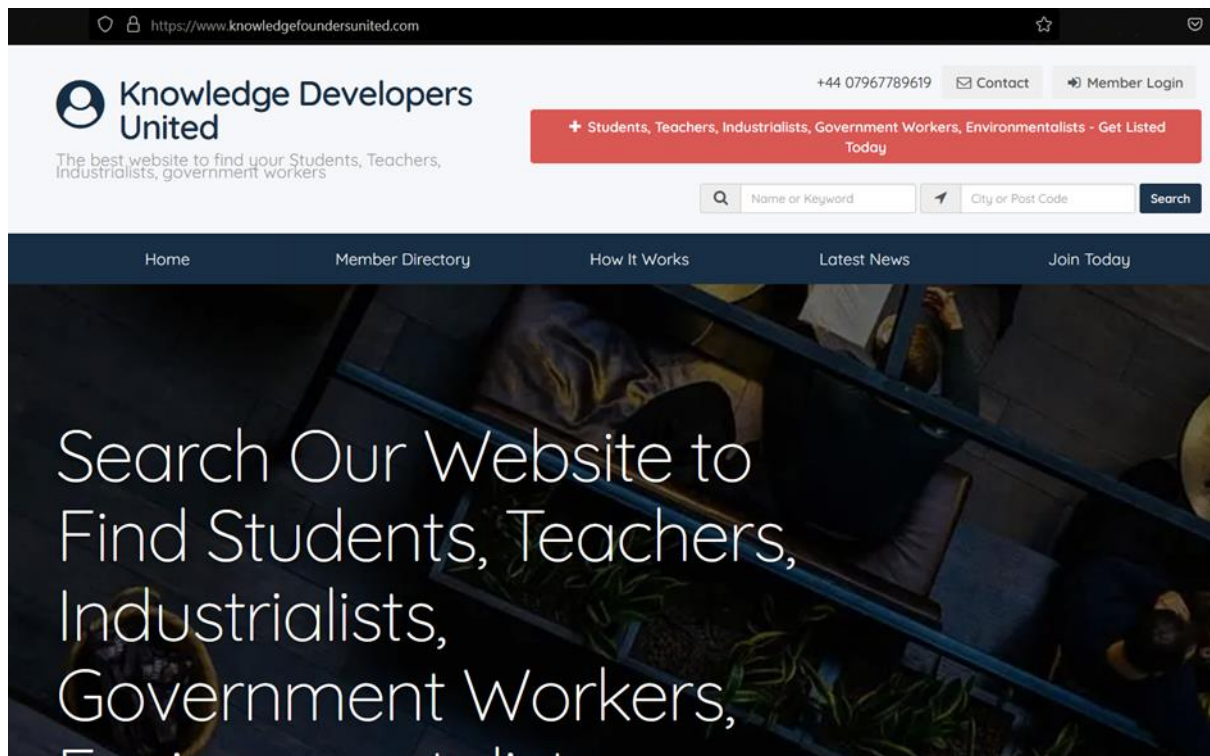 https://www.knowledgefoundersunited.com
Knowledge Developers
United
The best website to find your Students, Teachers,
Industrialists, government workers
+44 07967789619
Contact
Member Login
+ Students, Teachers, Industrialists, Government Workers, Environmentalists - Get Listed
Today
Name or Keyword
City or Post Code
Search
Home
Member Directory
How It Works
Latest News
Join Today
Search Our Website to
Find Students, Teachers,
Industrialists,
Government Workers,